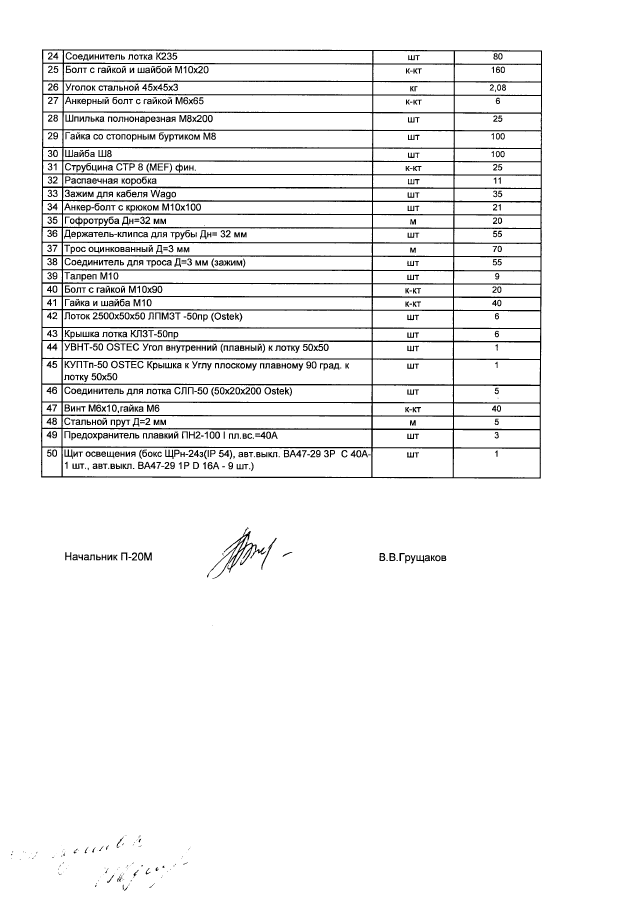 24 Соединитель лотка К235 шт 80
25 Болт с гайкой и шайбой М10х20 к-кт 160
26 Уголок стальной 45х45х3 кг 2,08
27 Анкерный болт с гайкой М6х65 к-кт 6
28 Шпилька полнонарезная М8х200 шт 25
29 Гайка со стопорным буртиком М8 шт 100
30 Шайба Ш8 шт 100
31 Струбцина СТР 8 (MEF) фин. к-кт 25
32 Распаечная коробка шт 11
33 Зажим для кабеля Wago шт 35
34 Анкер-болт с крюком М10х100 шт 21
35 Гофротруба Дн=32 мм м 20
36 Держатель-клипса для трубы Дн= 32 мм шт 55
37 Трос оцинкованный Д=3 мм м 70
38 Соединитель для троса Д=3 мм (зажим) шт 55
39 Талреп М10 шт 9
40 Болт с гайкой М10х90 к-кт 20
41 Гайка и шайба М10 к-кт 40
42 Лоток 2500х50х50 ЛПМЗТ -50пр (Ostek) шт 6
43 Крышка лотка КЛЗТ-50пр шт 6
44 УВНТ-50 OSTEC Угол внутренний (плавный) к лотку 50х50 шт 1
45 КУПТп-50 OSTEC Крышка к Углу плоскому плавному 90 град. к шт 1
лотку 50х50
46 Соединитель для лотка СЛП-50 (50х20х200 Ostek) шт 5
47 Винт М6х10,гайка М6 к-кт 40
48 Стальной прут Д=2 мм м 5
49 Предохранитель плавкий ПН2-100 I пл.вс.=40А шт 3
50 Щит освещения (бокс ЩРн-24з(IP 54), авт.выкл. ВА47-29 3Р С 40А- шт 1
1 шт., авт.выкл. ВА47-29 1Р D 16А - 9 шт.)
Начальник П-20М В.В.Грущаков